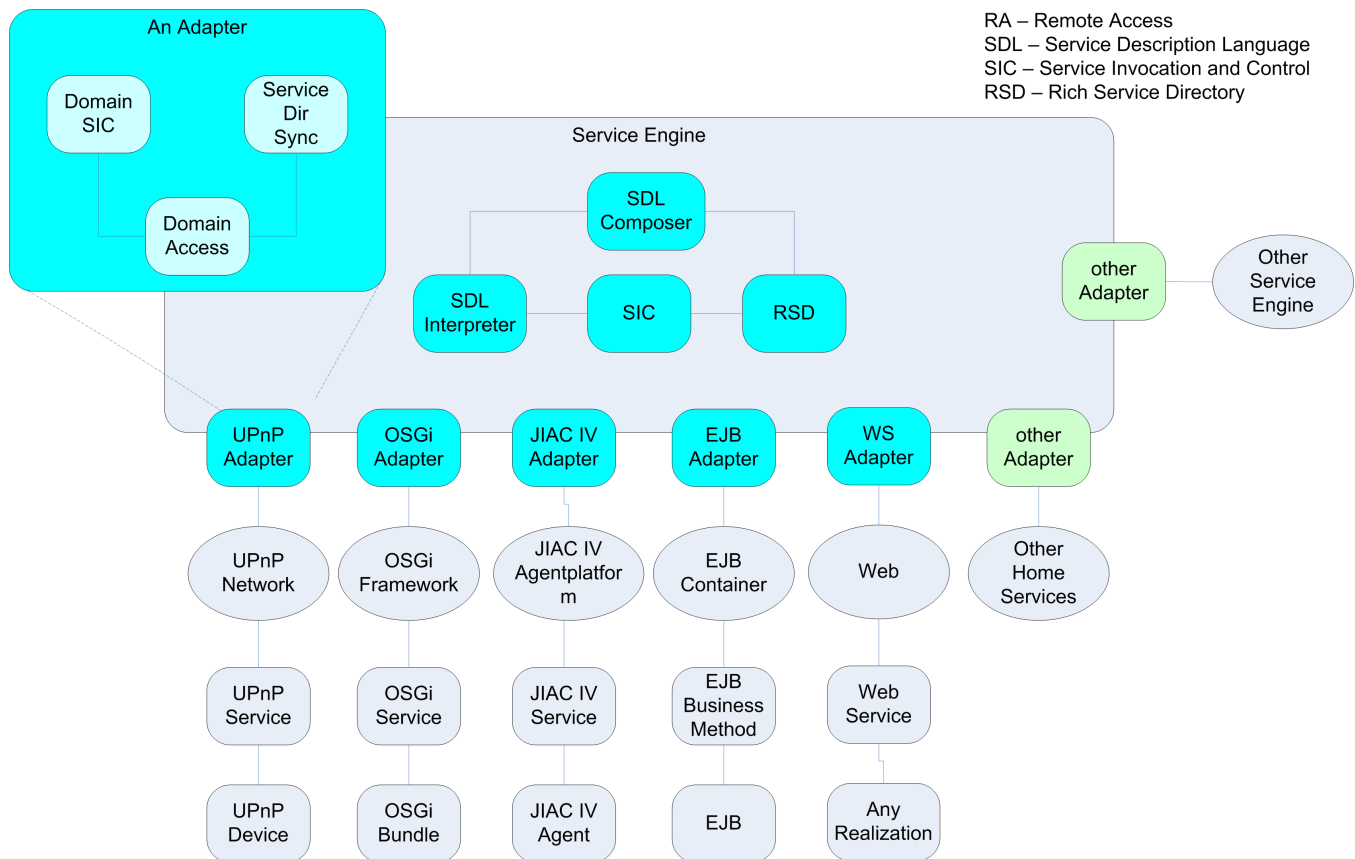 An Adapter
Domain
SIC
Service
Dir
Sync
Domain
Access
RA – Remote Access
SDL – Service Description Language
SIC – Service Invocation and Control
RSD – Rich Service Directory
Service Engine
SDL
Composer
SDL
Interpreter
SIC
RSD
other
Adapter
Other
Service
Engine
UPnP
Adapter
OSGi
Adapter
JIAC IV
Adapter
EJB
Adapter
WS
Adapter
other
Adapter
UPnP
Network
OSGi
Framework
JIAC IV
Agentplatfor
m
EJB
Container
Web
Other
Home
Services
UPnP
Service
OSGi
Service
JIAC IV
Service
EJB
Business
Method
Web
Service
UPnP
Device
OSGi
Bundle
JIAC IV
Agent
EJB
Any
Realization